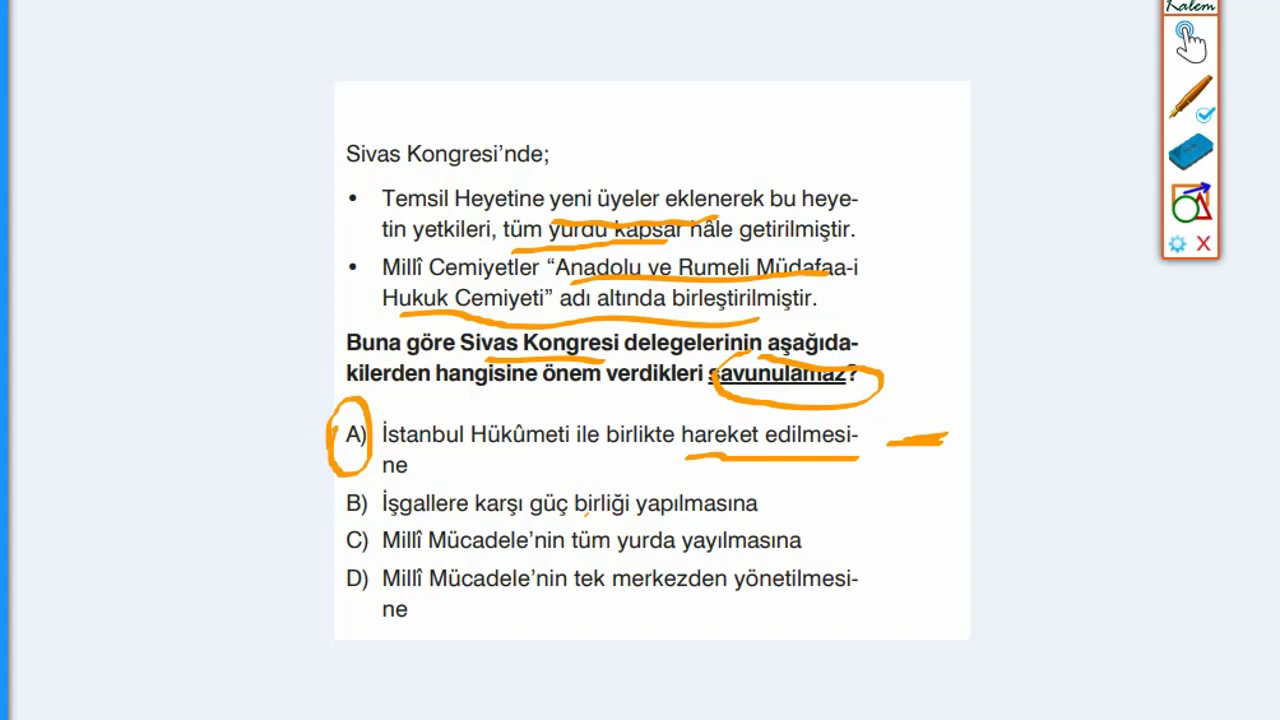 Kalem
Sivas Kongresi’nde;
• Temsil Heyetine yeni üyeler eklenerek bu heye-
tin yetkileri, tüm yurdu kapsar hâle getirilmiştir.
• Millî Cemiyetler “Anadolu ve Rumeli Müdafaa-i
Hukuk Cemiyeti” adı altında birleştirilmiştir.
Buna göre Sivas Kongresi delegelerinin aşağıda-
kilerden hangisine önem verdikleri savunulamaz?
A) İstanbul Hükûmeti ile birlikte hareket edilmesi-
ne
B) İşgallere karşı güç birliği yapılmasına
C) Millî Mücadele’nin tüm yurda yayılmasına
D) Millî Mücadele’nin tek merkezden yönetilmesi-
ne